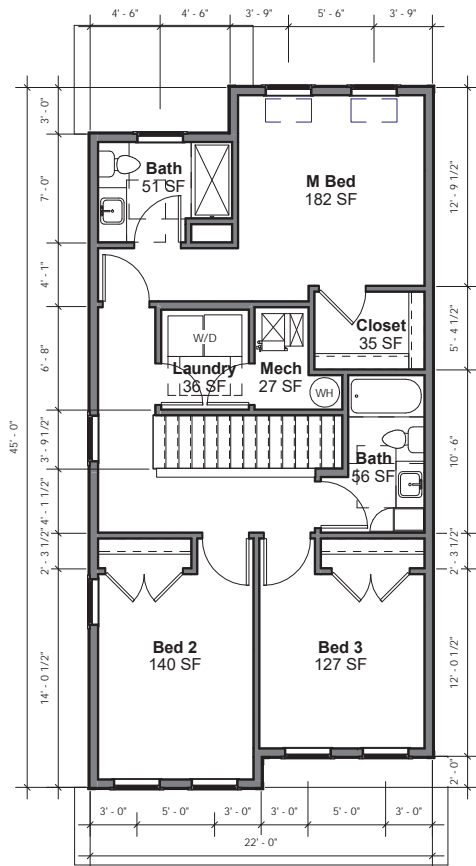 4' - 6"
4' - 6"
3' - 9"
5' - 6"
3' - 9"
3' - 0"
7' - 0"
4' - 1"
6' - 8"
3' - 9 1/2"
4' - 1 1/2"
2' - 3 1/2"
14' - 0 1/2"
45' - 0"
Bath
51 SF
M Bed
182 SF
12' - 9 1/2"
Closet
35 SF
5' - 4 1/2"
W/D
Laundry
36 SF
Mech
27 SF
WH
Bath
56 SF
10' - 6"
2' - 3 1/2"
Bed 2
140 SF
Bed 3
127 SF
12' - 0 1/2"
2' - 0"
3' - 0"
5' - 0"
3' - 0"
3' - 0"
5' - 0"
3' - 0"
22' - 0"